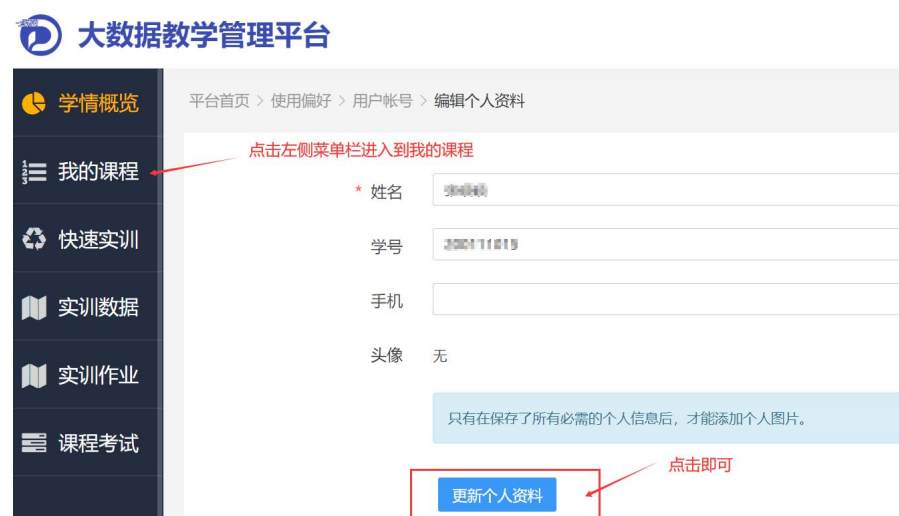 大数据教学管理平台
学情概览
平台首页 > 使用偏好 > 用户帐号 > 编辑个人资料
点击左侧菜单栏进入到我的课程
我的课程
* 姓名
快速实训
学号
手机
实训数据
头像 无
实训作业
只有在保存了所有必需的个人信息后，才能添加个人图片。
课程考试
点击即可
更新个人资料